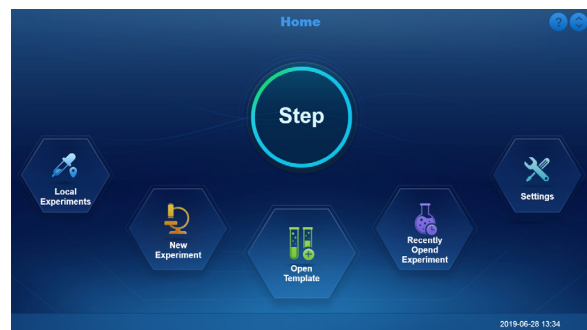 Home
?
Step
Local
Experiments
New
Experiment
Open
Template
Recently
Opend
Experiment
Settings
2019-06-28 13:34